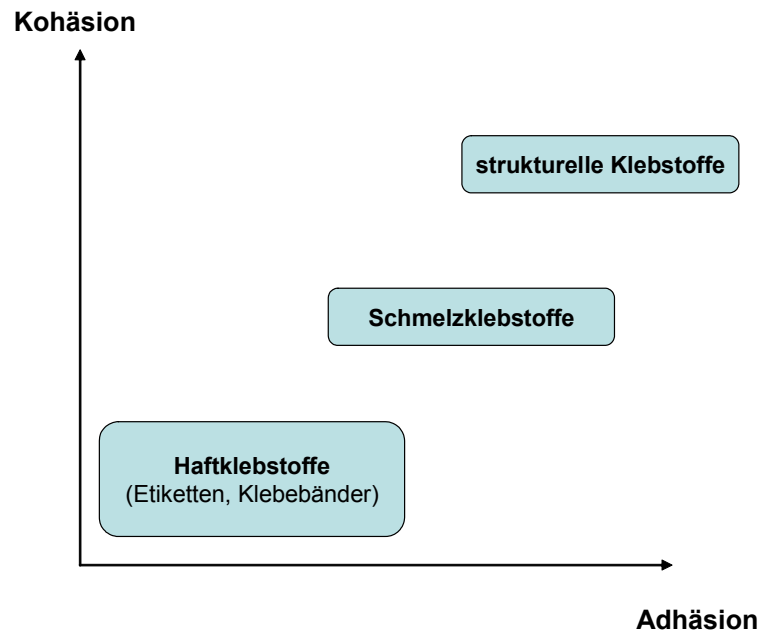 Kohäsion
strukturelle Klebstoffe
Schmelzklebstoffe
Haftklebstoffe
(Etiketten, Klebebänder)
Adhäsion